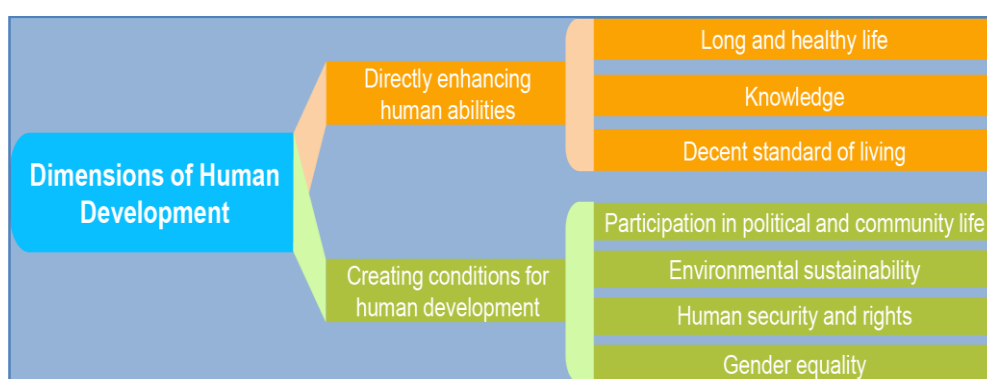 Dimensions of Human
Development
Directly enhancing
human abilities
Long and healthy life
Knowledge
Decent standard of living
Creating conditions for
human development
Participation in political and community life
Environmental sustainability
Human security and rights
Gender equality